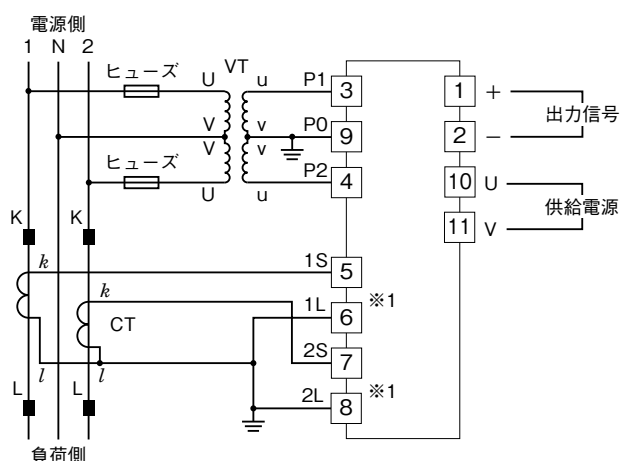 電源側
1 N 2
ヒューズ
U
VT
u
P1
3
1
+
出力信号
V
v
P0
9
2
−
V
v
ヒューズ
U
u
P2
4
10
U
供給電源
11
V
K
K
k
1S
5
k
1L
6
※1
CT
2S
7
l
l
L
L
2L
8
※1
負荷側